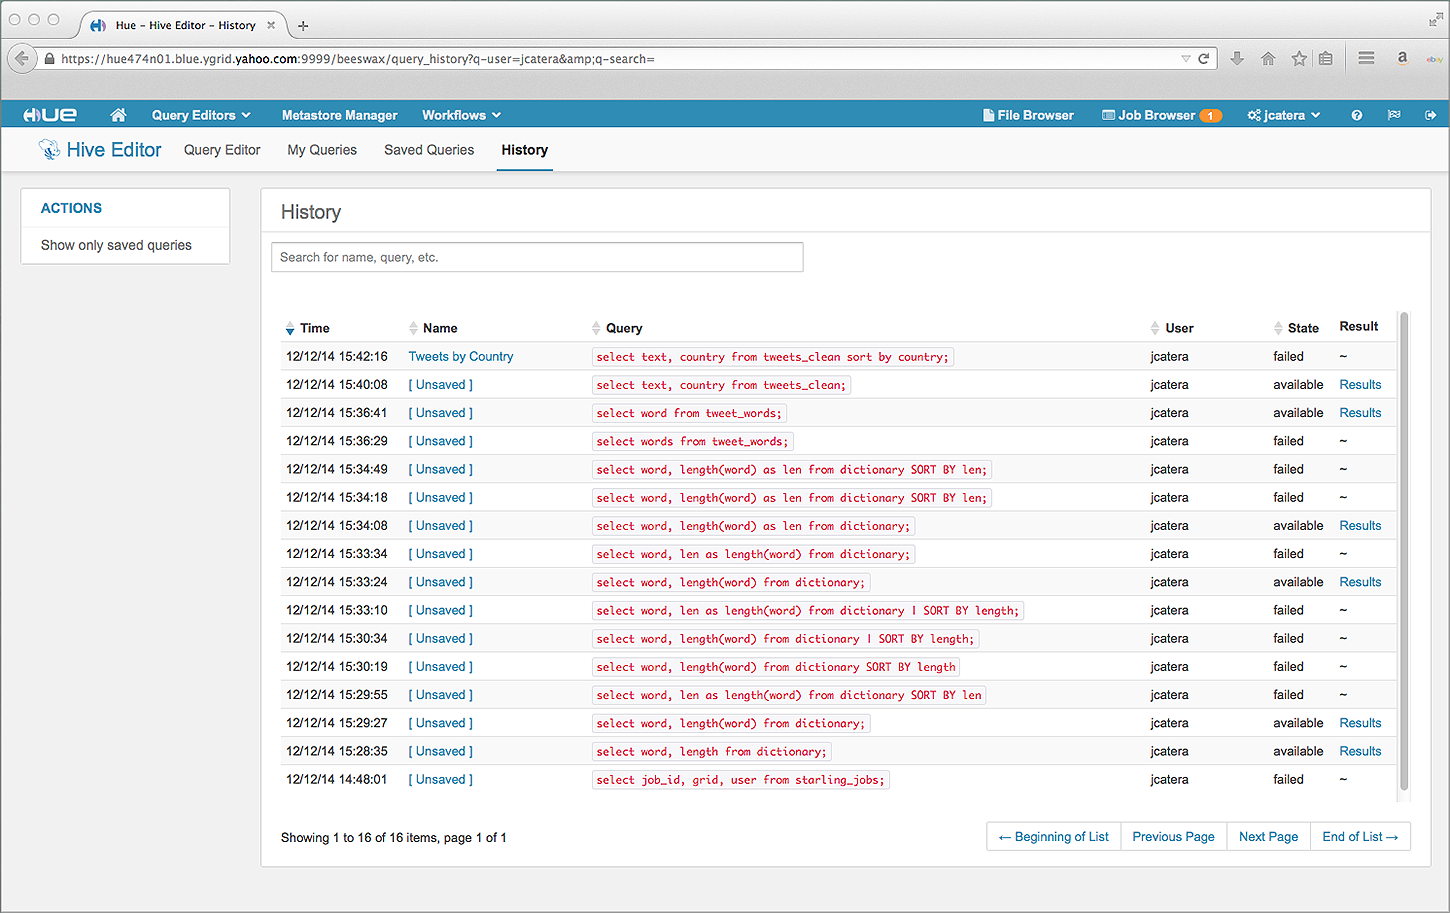 Hue – Hive Editor – History
https://hue474n01.blue.ygrid.yahoo.com:9999/beeswax/query_history?q-user=jcatera&amp;q-search=
a
ebay
HUE Query Editors Metastore Manager Workflows File Browser Job Browser 1 jcatera
Hive Editor Query Editor My Queries Saved Queries History
ACTIONS
Show only saved queries
History
Search for name, query, etc.
Time Name Query User State Result
12/12/14 15:42:16 Tweets by Country select text, country from tweets_clean sort by country; jcatera failed ~
12/12/14 15:40:08 [ Unsaved ] select text, country from tweets_clean; jcatera available Results
12/12/14 15:36:41 [ Unsaved ] select word from tweet_words; jcatera available Results
12/12/14 15:36:29 [ Unsaved ] select words from tweet_words; jcatera failed ~
12/12/14 15:34:49 [ Unsaved ] select word, length(word) as len from dictionary SORT BY len; jcatera failed ~
12/12/14 15:34:18 [ Unsaved ] select word, length(word) as len from dictionary SORT BY len; jcatera failed ~
12/12/14 15:34:08 [ Unsaved ] select word, length(word) as len from dictionary; jcatera available Results
12/12/14 15:33:34 [ Unsaved ] select word, len as length(word) from dictionary; jcatera failed ~
12/12/14 15:33:24 [ Unsaved ] select word, length(word) from dictionary; jcatera available Results
12/12/14 15:33:10 [ Unsaved ] select word, len as length(word) from dictionary | SORT BY length; jcatera failed ~
12/12/14 15:30:34 [ Unsaved ] select word, length(word) from dictionary | SORT BY length; jcatera failed ~
12/12/14 15:30:19 [ Unsaved ] select word, length(word) from dictionary SORT BY length jcatera failed ~
12/12/14 15:29:55 [ Unsaved ] select word, len as length(word) from dictionary SORT BY len jcatera failed ~
12/12/14 15:29:27 [ Unsaved ] select word, length(word) from dictionary; jcatera available Results
12/12/14 15:28:35 [ Unsaved ] select word, length from dictionary; jcatera available Results
12/12/14 14:48:01 [ Unsaved ] select job_id, grid, user from starling_jobs; jcatera failed ~
Showing 1 to 16 of 16 items, page 1 of 1
← Beginning of List Previous Page Next Page End of List →